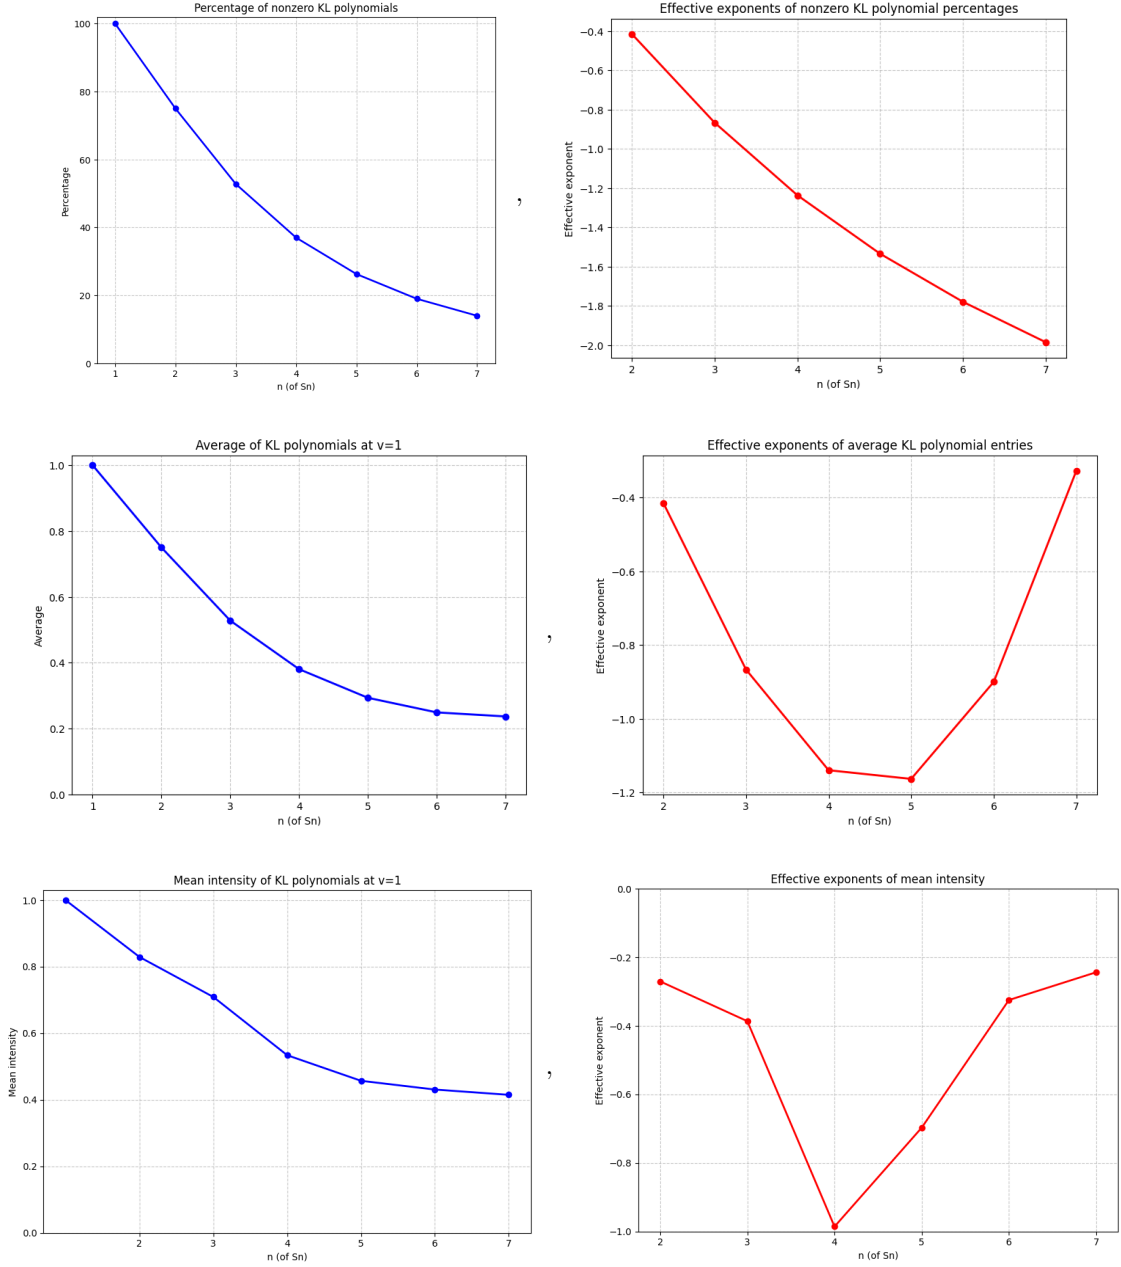 Percentage of nonzero KL polynomials
100
80
60
40
20
0
Percentage
1 2 3 4 5 6 7
n (of Sn)
,
Effective exponents of nonzero KL polynomial percentages
−0.4
−0.6
−0.8
−1.0
−1.2
−1.4
−1.6
−1.8
−2.0
Effective exponent
2 3 4 5 6 7
n (of Sn)
Average of KL polynomials at v=1
1.0
0.8
0.6
0.4
0.2
0.0
Average
1 2 3 4 5 6 7
n (of Sn)
,
Effective exponents of average KL polynomial entries
−0.4
−0.6
−0.8
−1.0
−1.2
Effective exponent
2 3 4 5 6 7
n (of Sn)
Mean intensity of KL polynomials at v=1
1.0
0.8
0.6
0.4
0.2
0.0
Mean intensity
2 3 4 5 6 7
n (of Sn)
,
Effective exponents of mean intensity
0.0
−0.2
−0.4
−0.6
−0.8
−1.0
Effective exponent
2 3 4 5 6 7
n (of Sn)